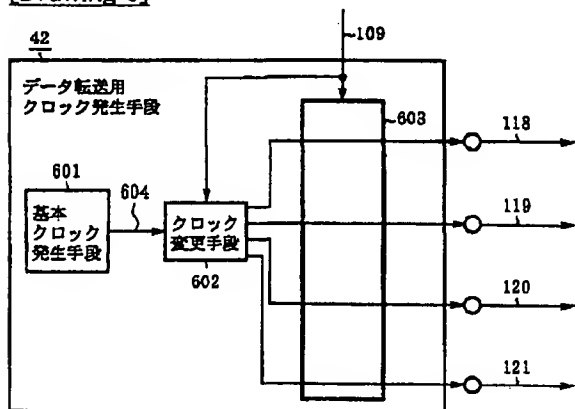 42
109
データ転送用
クロック発生手段
603
118
601
604
基本
クロック
発生手段
クロック
変更手段
602
119
120
121